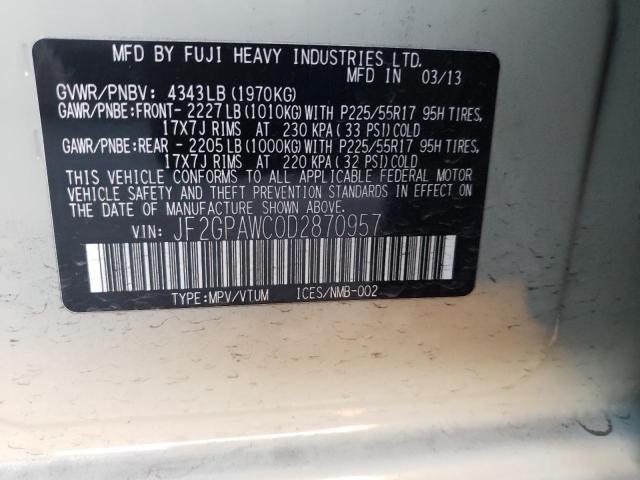 MFD BY FUJI HEAVY INDUSTRIES LTD.
MFD IN 03/13
GVWR/PNBV: 4343LB(1970KG)
GAWR/PNBE:FRONT-2227LB(1010KG)WITH P225/55R17 95H TIRES,
17X7J RIMS AT 230 KPA(33 PSI)COLD
GAWR/PNBE:REAR -2205LB(1000KG)WITH P225/55R17 95H TIRES,
17X7J RIMS AT 220 KPA(32 PSI)COLD
THIS VEHICLE CONFORMS TO ALL APPLICABLE FEDERAL MOTOR
VEHICLE SAFETY AND THEFT PREVENTION STANDARDS IN EFFECT ON
THE DATE OF MANUFACTURE SHOWN ABOVE.
VIN: JF2GPAWC0D2870957
TYPE:MPV/VTUM ICES/NMB-002